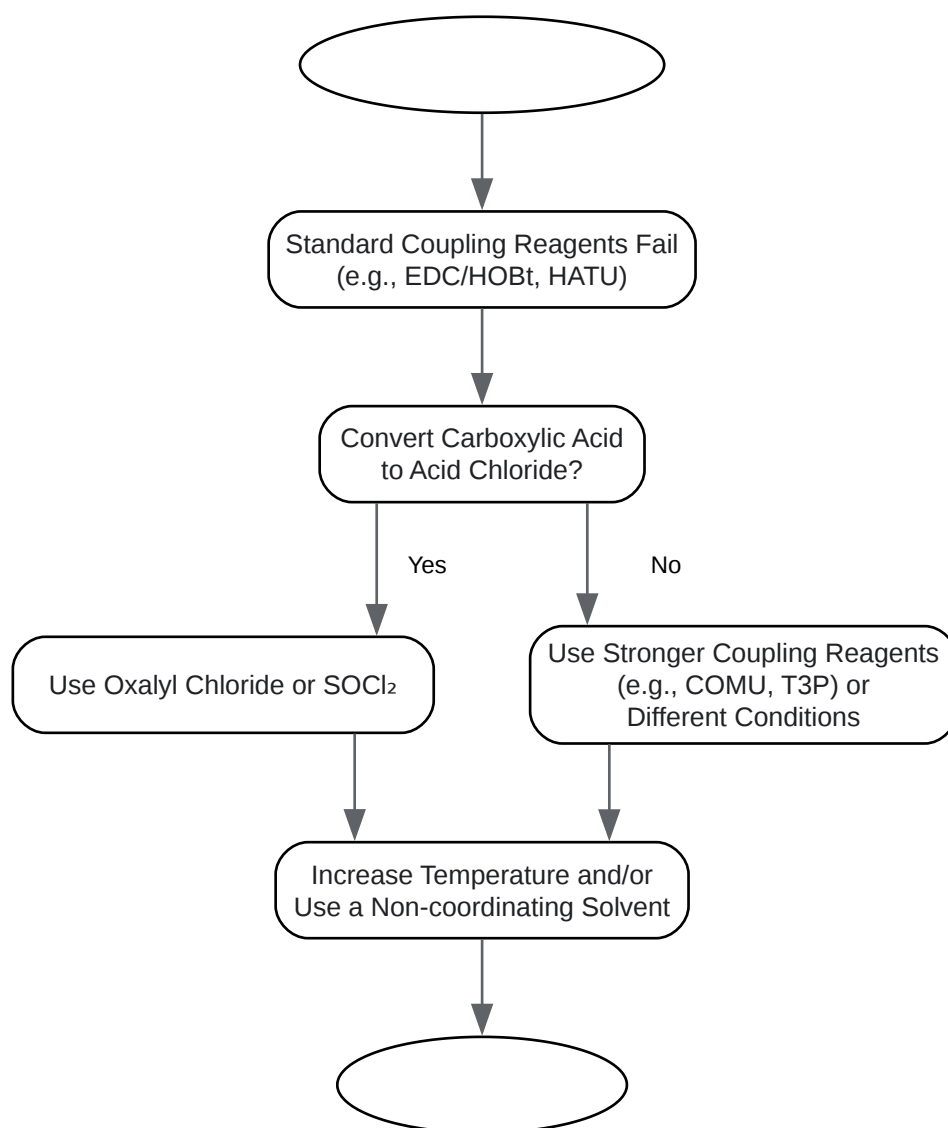 Standard Coupling Reagents Fail
(e.g., EDC/HOBt, HATU)
Convert Carboxylic Acid
to Acid Chloride?
Yes
No
Use Oxalyl Chloride or SOCl₂
Use Stronger Coupling Reagents
(e.g., COMU, T3P) or
Different Conditions
Increase Temperature and/or
Use a Non-coordinating Solvent